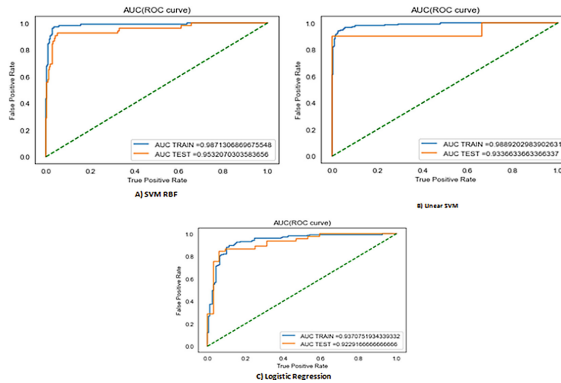 AUC(ROC curve)
False Positive Rate
1.0
0.8
0.6
0.4
0.2
0.0
AUC TRAIN =0.9871306869675548
AUC TEST =0.9532070303583656
0.0 0.2 0.4 0.6 0.8 1.0
True Positive Rate
A) SVM RBF
AUC(ROC curve)
False Positive Rate
1.0
0.8
0.6
0.4
0.2
0.0
AUC TRAIN =0.9889202983902631
AUC TEST =0.9336633663366337
0.0 0.2 0.4 0.6 0.8 1.0
True Positive Rate
B) Linear SVM
AUC(ROC curve)
False Positive Rate
1.0
0.8
0.6
0.4
0.2
0.0
AUC TRAIN =0.9370751934339332
AUC TEST =0.9229166666666666
0.0 0.2 0.4 0.6 0.8 1.0
True Positive Rate
C) Logistic Regression